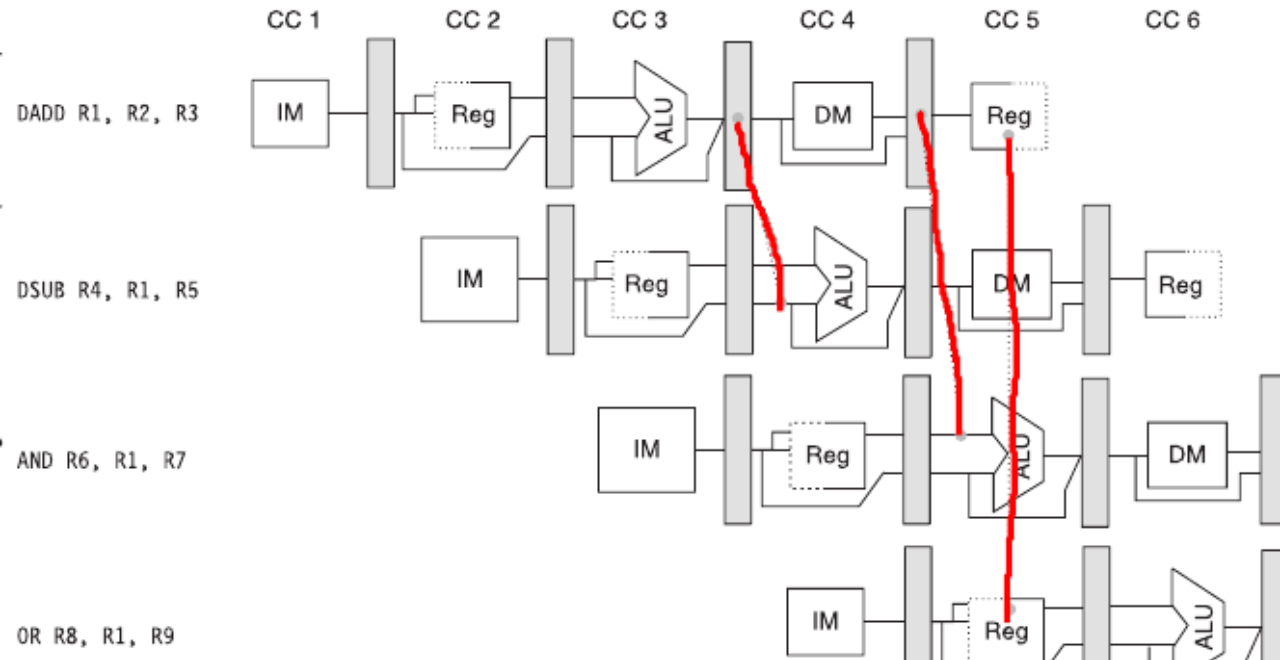 CC 1 CC 2 CC 3 CC 4 CC 5 CC 6
DADD R1, R2, R3 IM Reg ALU DM Reg
DSUB R4, R1, R5 IM Reg ALU DM Reg
AND R6, R1, R7 IM Reg ALU DM
OR R8, R1, R9 IM Reg ALU